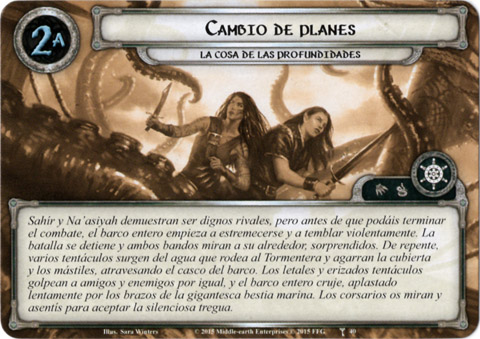 2A
CAMBIO DE PLANES
LA COSA DE LAS PROFUNDIDADES
Sahir y Na'asiyah demuestran ser dignos rivales, pero antes de que podáis terminar
el combate, el barco entero empieza a estremecerse y a temblar violentamente. La
batalla se detiene y ambos bandos miran a su alrededor, sorprendidos. De repente,
varios tentáculos surgen del agua que rodea al Tormentera y agarran la cubierta
y los mástiles, atravesando el casco del barco. Los letales y erizados tentáculos
golpean a amigos y enemigos por igual, y el barco entero cruje, aplastado
lentamente por los brazos de la gigantesca bestia marina. Los corsarios os miran y
asentís para aceptar la silenciosa tregua.
Illus. Sara Winters © 2015 Middle-earth Enterprises © 2015 FFG. 40